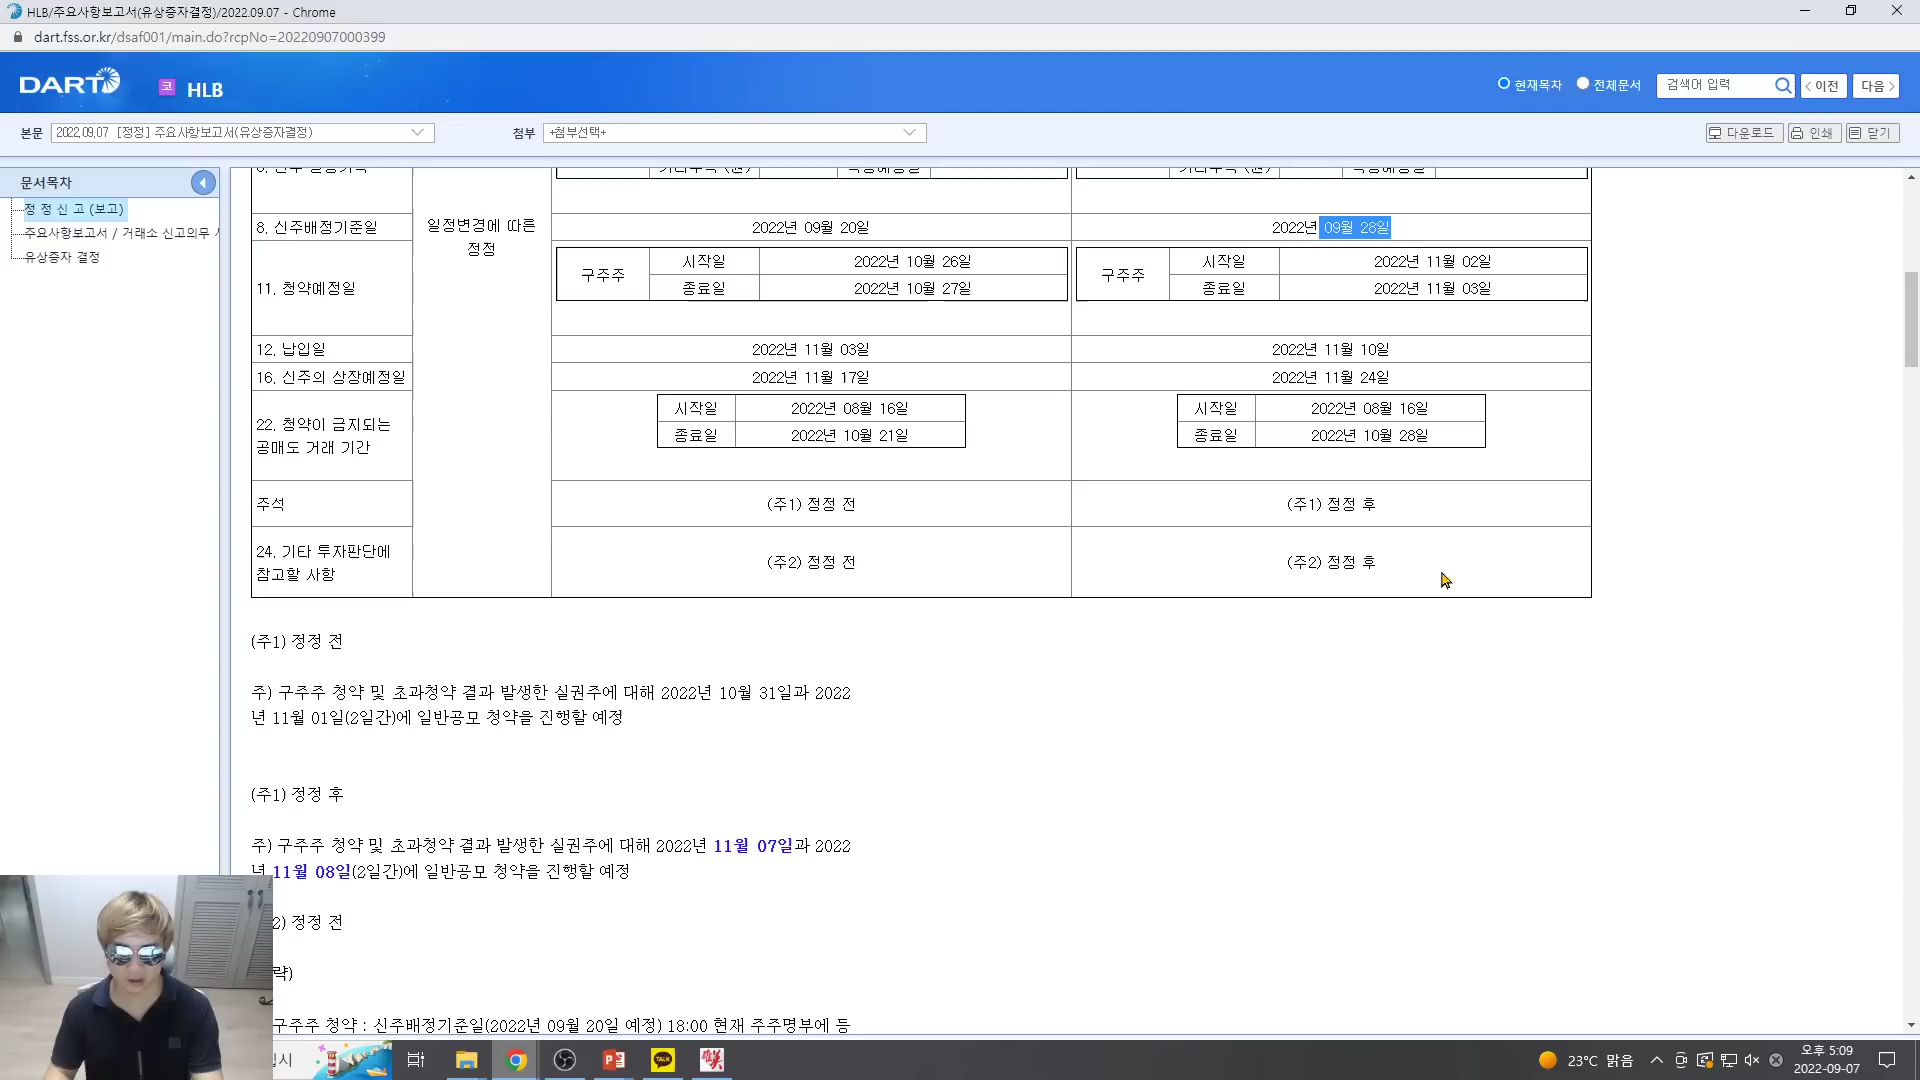 HLB/주요사항보고서(유상증자결정)/2022.09.07 - Chrome
dart.fss.or.kr/dsaf001/main.do?rcpNo=20220907000399
DART
코 HLB
현재목차 전체문서 검색어 입력 이전 다음
본문 2022.09.07 [정정] 주요사항보고서(유상증자결정) 첨부 +첨부선택+ 다운로드 인쇄 닫기
문서목차
정 정 신 고 (보고)
주요사항보고서 / 거래소 신고의무
유상증자 결정
8. 신주배정기준일 2022년 09월 20일 2022년 09월 28일
일정변경에 따른
정정
11. 청약예정일 구주주 시작일 2022년 10월 26일 구주주 시작일 2022년 11월 02일
종료일 2022년 10월 27일 종료일 2022년 11월 03일
12. 납입일 2022년 11월 03일 2022년 11월 10일
16. 신주의 상장예정일 2022년 11월 17일 2022년 11월 24일
22. 청약이 금지되는
공매도 거래 기간
시작일 2022년 08월 16일 시작일 2022년 08월 16일
종료일 2022년 10월 21일 종료일 2022년 10월 28일
주석 (주1) 정정 전 (주1) 정정 후
24. 기타 투자판단에
참고할 사항
(주2) 정정 전 (주2) 정정 후
(주1) 정정 전
주) 구주주 청약 및 초과청약 결과 발생한 실권주에 대해 2022년 10월 31일과 2022
년 11월 01일(2일간)에 일반공모 청약을 진행할 예정
(주1) 정정 후
주) 구주주 청약 및 초과청약 결과 발생한 실권주에 대해 2022년 11월 07일과 2022
년 11월 08일(2일간)에 일반공모 청약을 진행할 예정
2) 정정 전
략)
구주주 청약 : 신주배정기준일(2022년 09월 20일 예정) 18:00 현재 주주명부에 등
TALK
23°C 맑음
오후 5:09
2022-09-07